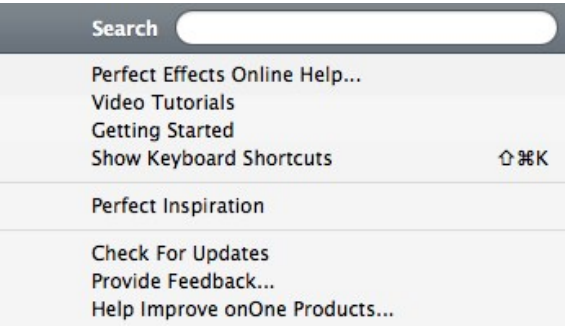 Search
Perfect Effects Online Help...
Video Tutorials
Getting Started
Show Keyboard Shortcuts ⇧⌘K
Perfect Inspiration
Check For Updates
Provide Feedback...
Help Improve onOne Products...